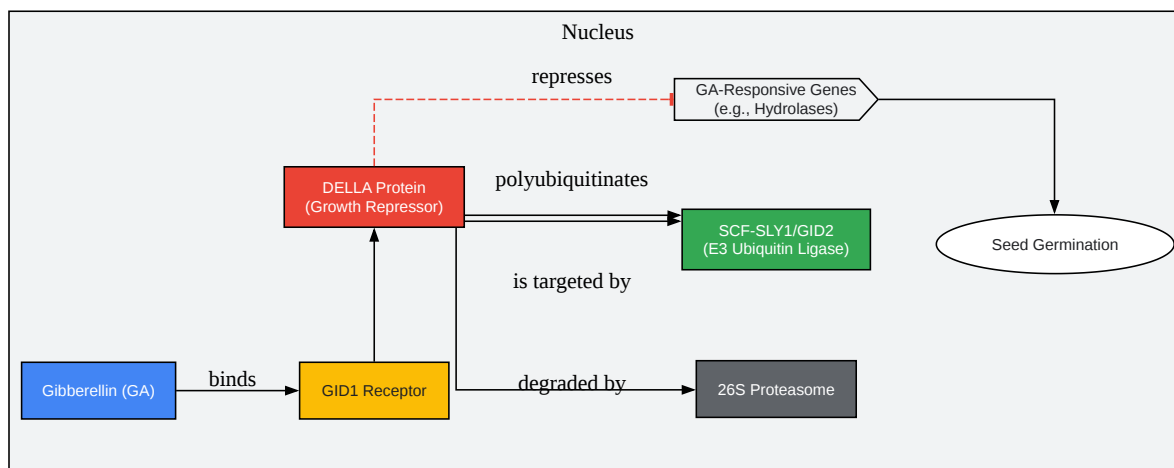 Nucleus
represses
GA-Responsive Genes
(e.g., Hydrolases)
DELLA Protein
(Growth Repressor)
polyubiquitinates
SCF-SLY1/GID2
(E3 Ubiquitin Ligase)
Seed Germination
is targeted by
Gibberellin (GA)
binds
GID1 Receptor
degraded by
26S Proteasome